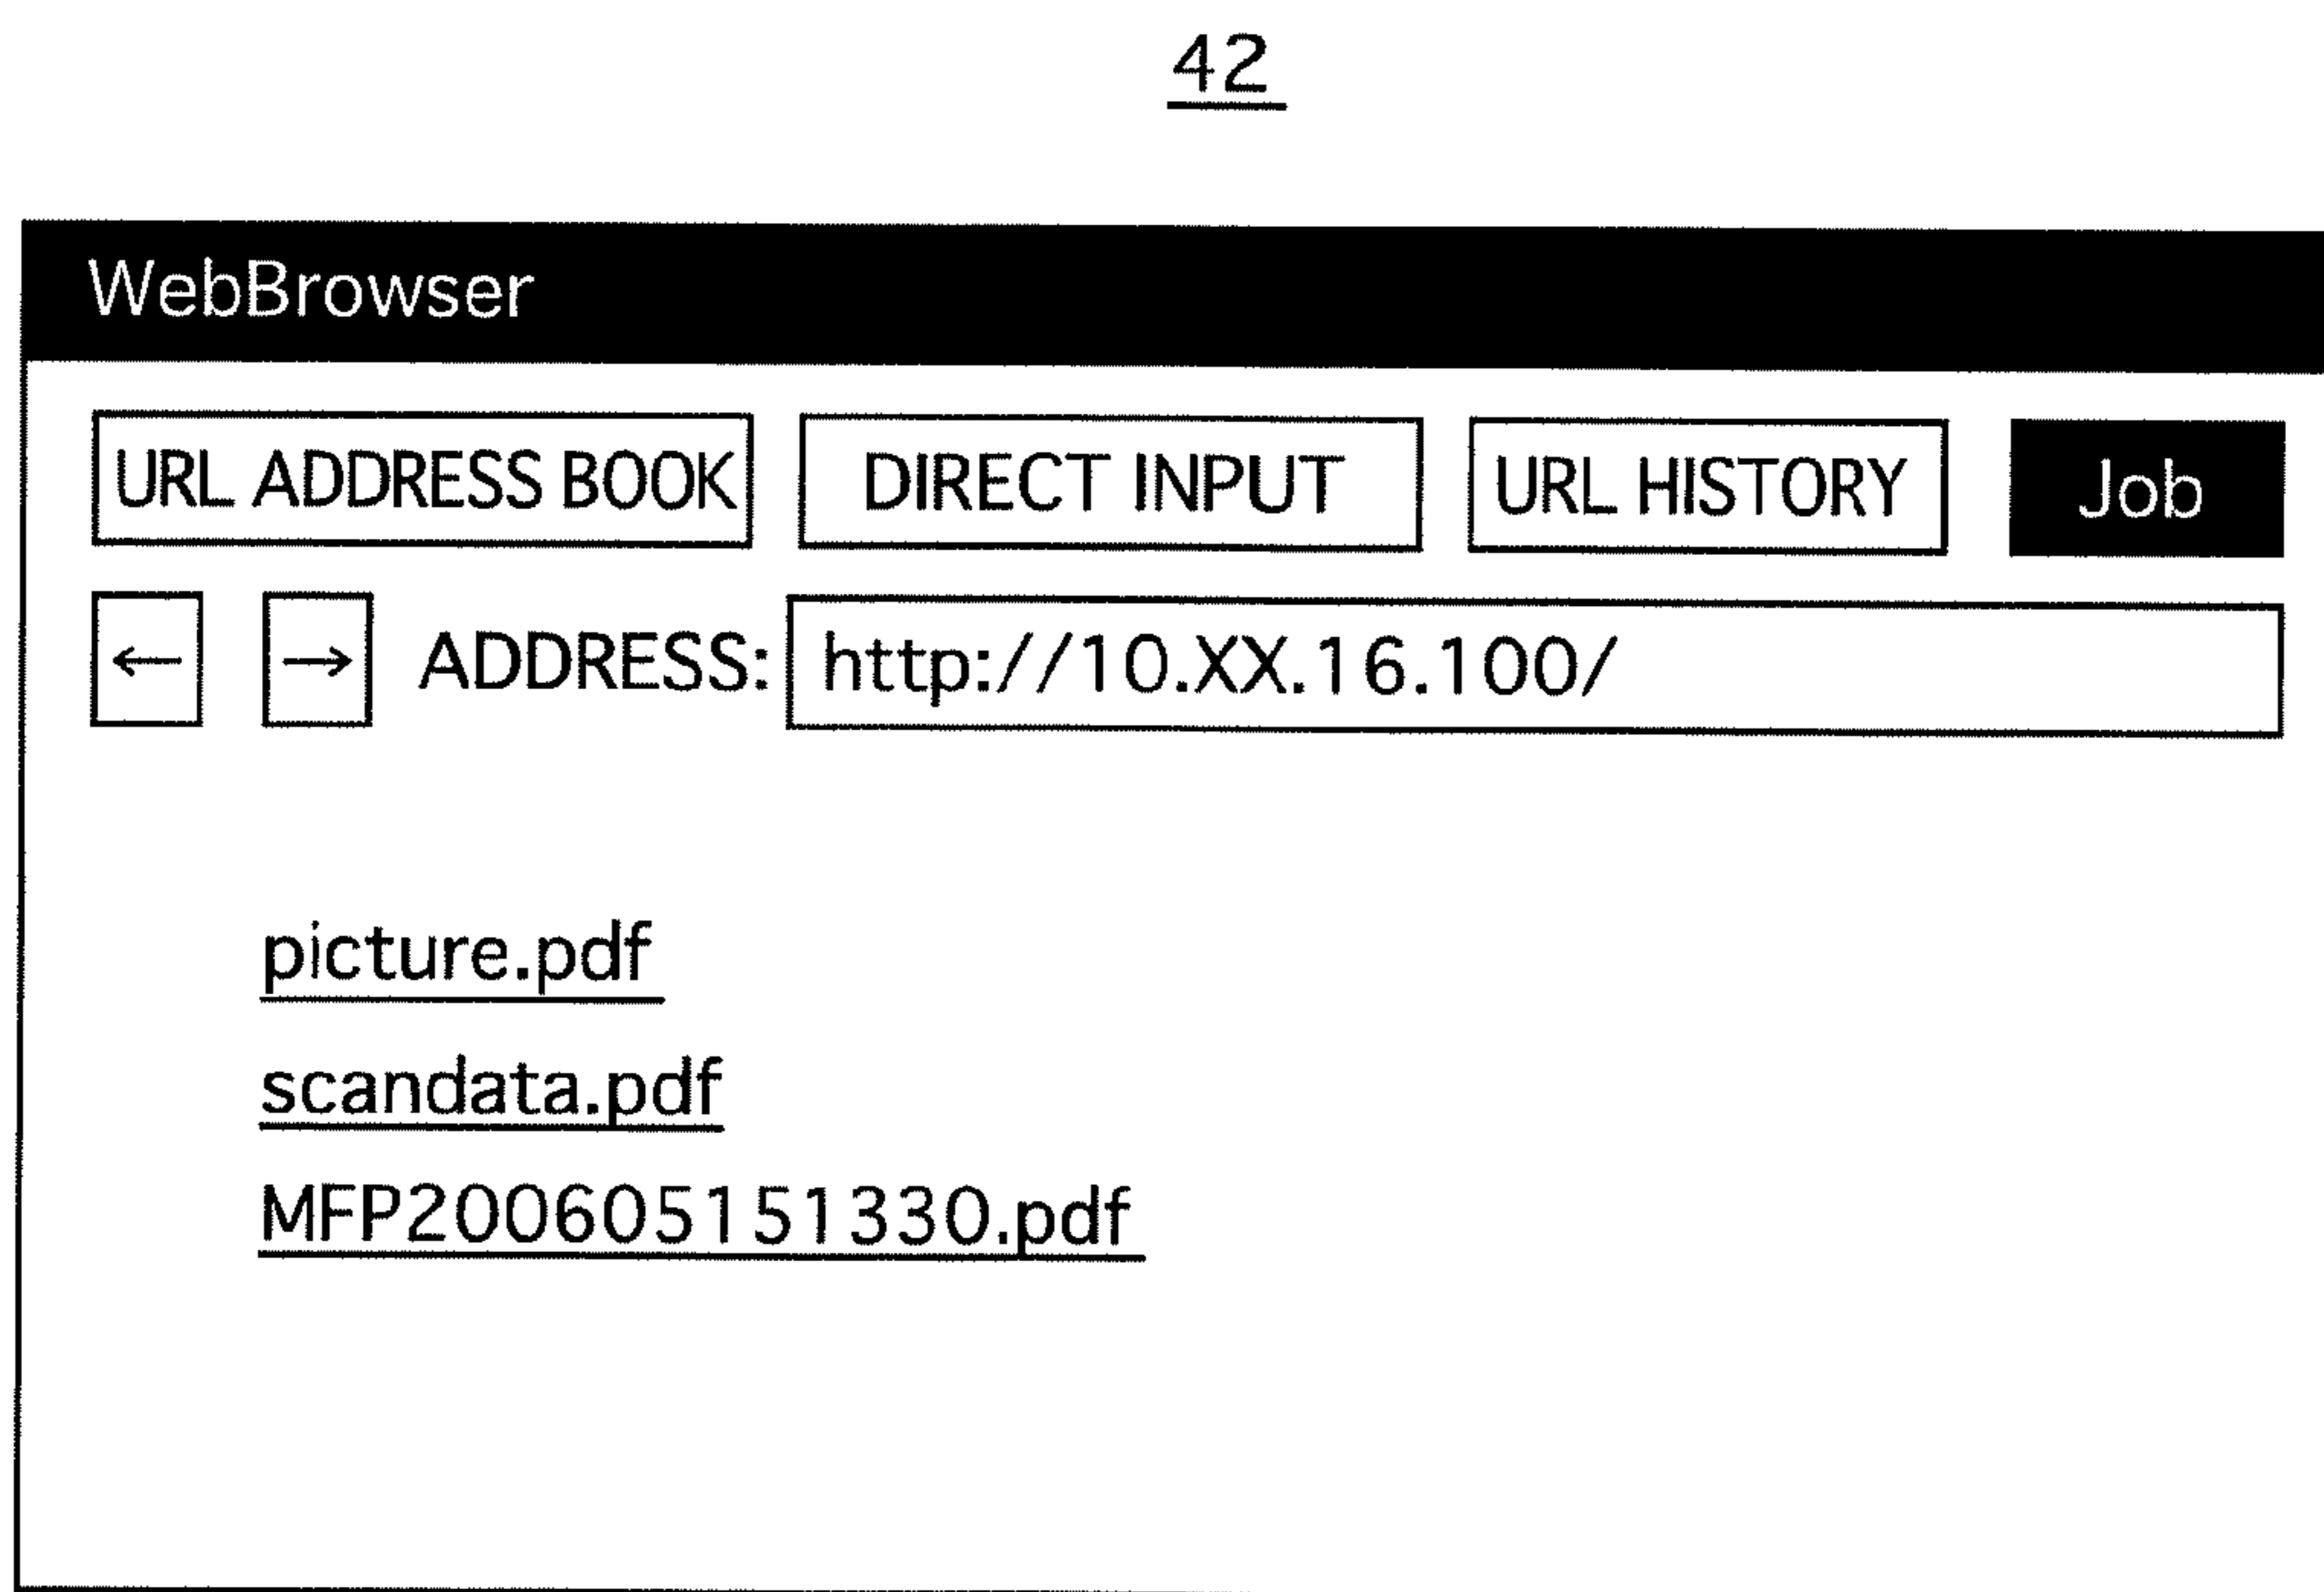 42
WebBrowser
URL ADDRESS BOOK DIRECT INPUT URL HISTORY Job
← → ADDRESS: http://10.XX.16.100/
picture.pdf
scandata.pdf
MFP200605151330.pdf